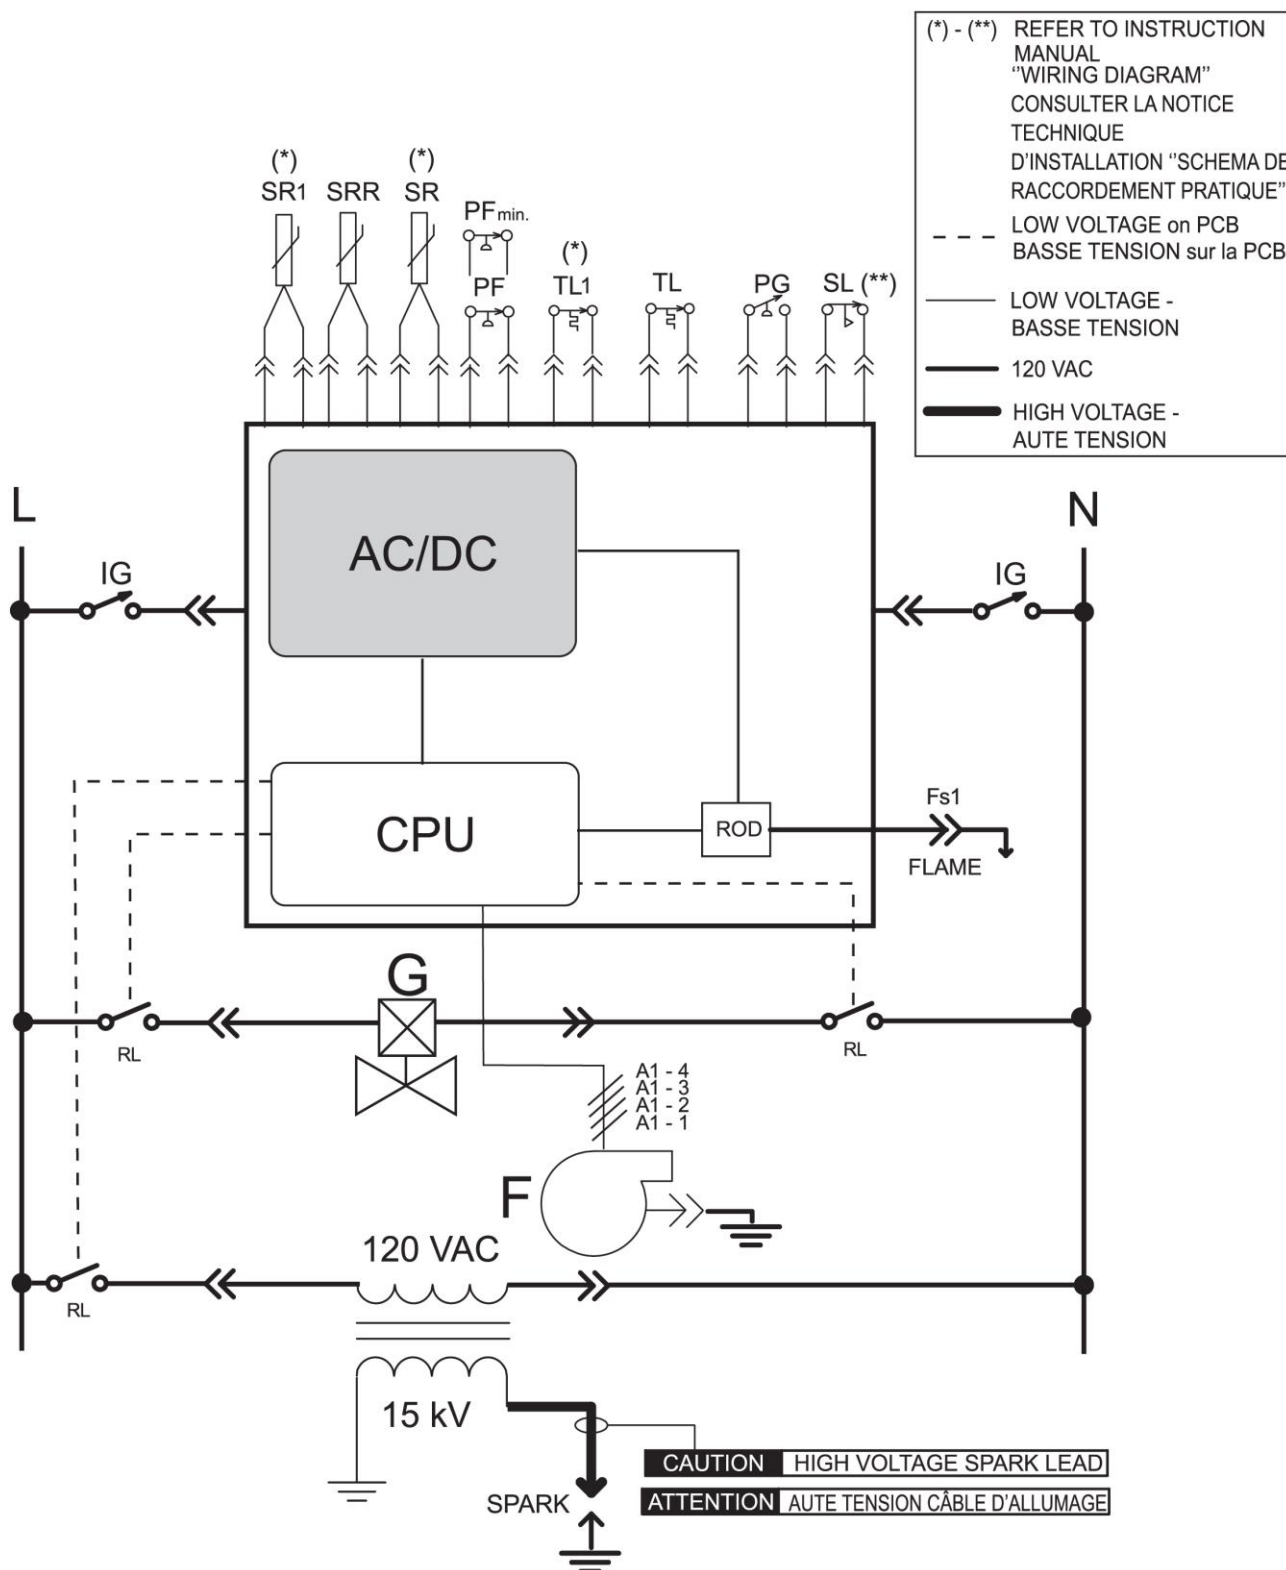 (*) - (**) REFER TO INSTRUCTION
MANUAL
''WIRING DIAGRAM''
CONSULTER LA NOTICE
TECHNIQUE
D'INSTALLATION ''SCHEMA DE
RACCORDEMENT PRATIQUE''
LOW VOLTAGE on PCB
BASSE TENSION sur la PCB
LOW VOLTAGE -
BASSE TENSION
120 VAC
HIGH VOLTAGE -
AUTE TENSION
(*) (*)
SR1 SRR SR
PF min.
(*)
PF TL1 TL PG SL (**)
L N
AC/DC
IG IG
CPU
ROD
Fs1
FLAME
G
RL RL
A1 - 4
A1 - 3
A1 - 2
A1 - 1
F
120 VAC
RL
15 kV
CAUTION HIGH VOLTAGE SPARK LEAD
SPARK
ATTENTION AUTE TENSION CÂBLE D'ALLUMAGE